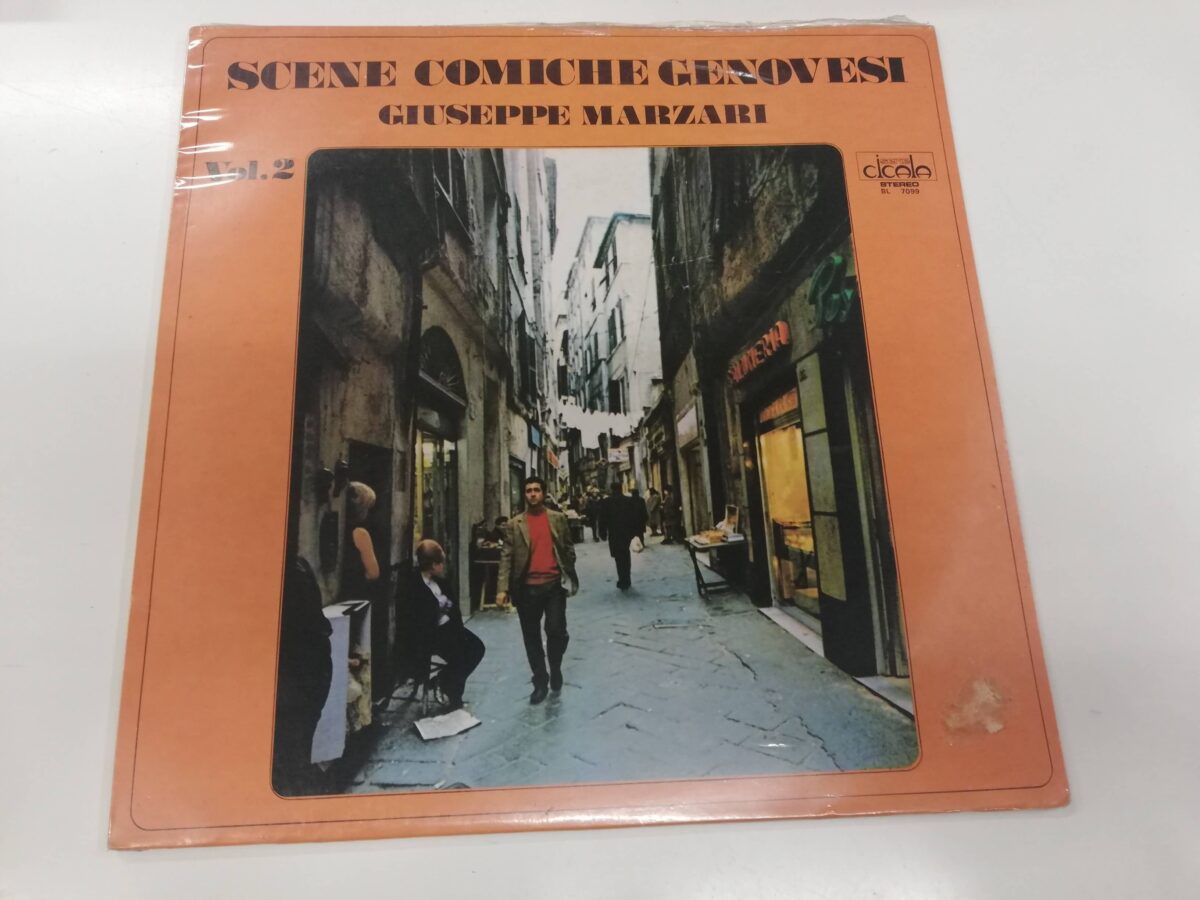 SCENE COMICHE GENOVESI
GIUSEPPE MARZARI
Vol. 2
cicala
STEREO
BL 7099